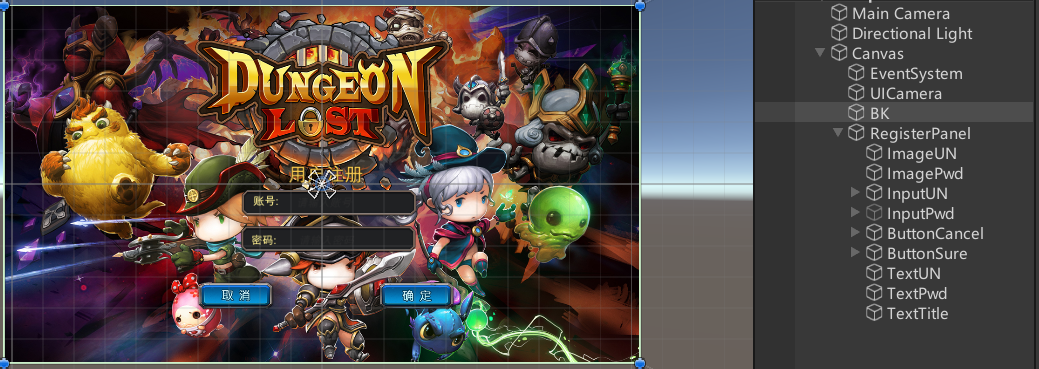 DUNGEON
LOST
用户注册
账号:
密码:
取 消
确 定
Main Camera
Directional Light
Canvas
EventSystem
UICamera
BK
RegisterPanel
ImageUN
ImagePwd
InputUN
InputPwd
ButtonCancel
ButtonSure
TextUN
TextPwd
TextTitle